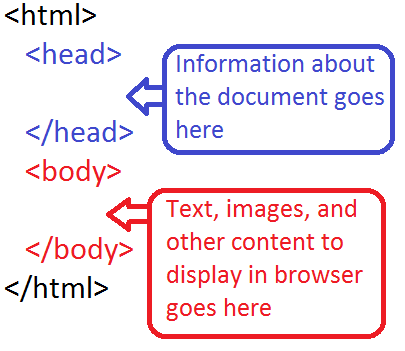 <html>
<head>
Information about
the document goes
here
</head>
<body>
Text, images, and
other content to
display in browser
goes here
</body>
</html>